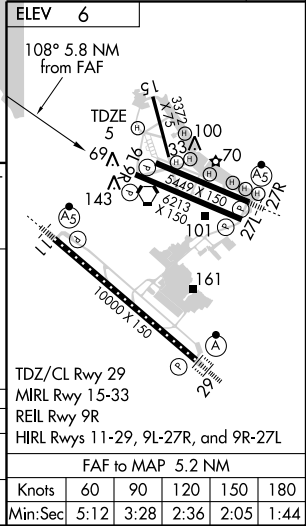 ELEV 6
108° 5.8 NM
from FAF
15
TDZE
5
H
3372
X 75
H
100
33
H
H
70
69
P
9L
9R
143
P
A5
5449 X 150
6213
X 150
H
H
H
A5
P
P
27R
27L
101
A5
P
11
161
10000 X 150
A
P
29
TDZ/CL Rwy 29
MIRL Rwy 15-33
REIL Rwy 9R
HIRL Rwys 11-29, 9L-27R, and 9R-27L
FAF to MAP 5.2 NM
Knots 60 90 120 150 180
Min:Sec 5:12 3:28 2:36 2:05 1:44